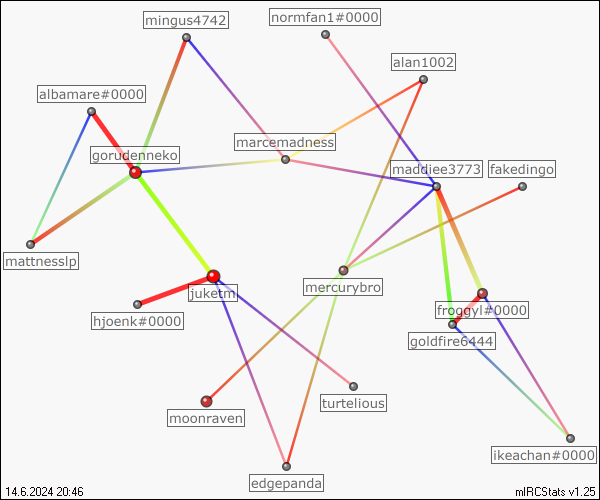 mingus4742
normfan1#0000
alan1002
albamare#0000
marcemadness
gorudenneko
maddiee3773
fakedingo
mattnesslp
mercurybro
juketm
froggyl#0000
hjoenk#0000
goldfire6444
turtelious
moonraven
ikeachan#0000
edgepanda
14.6.2024 20:46
mIRCStats v1.25